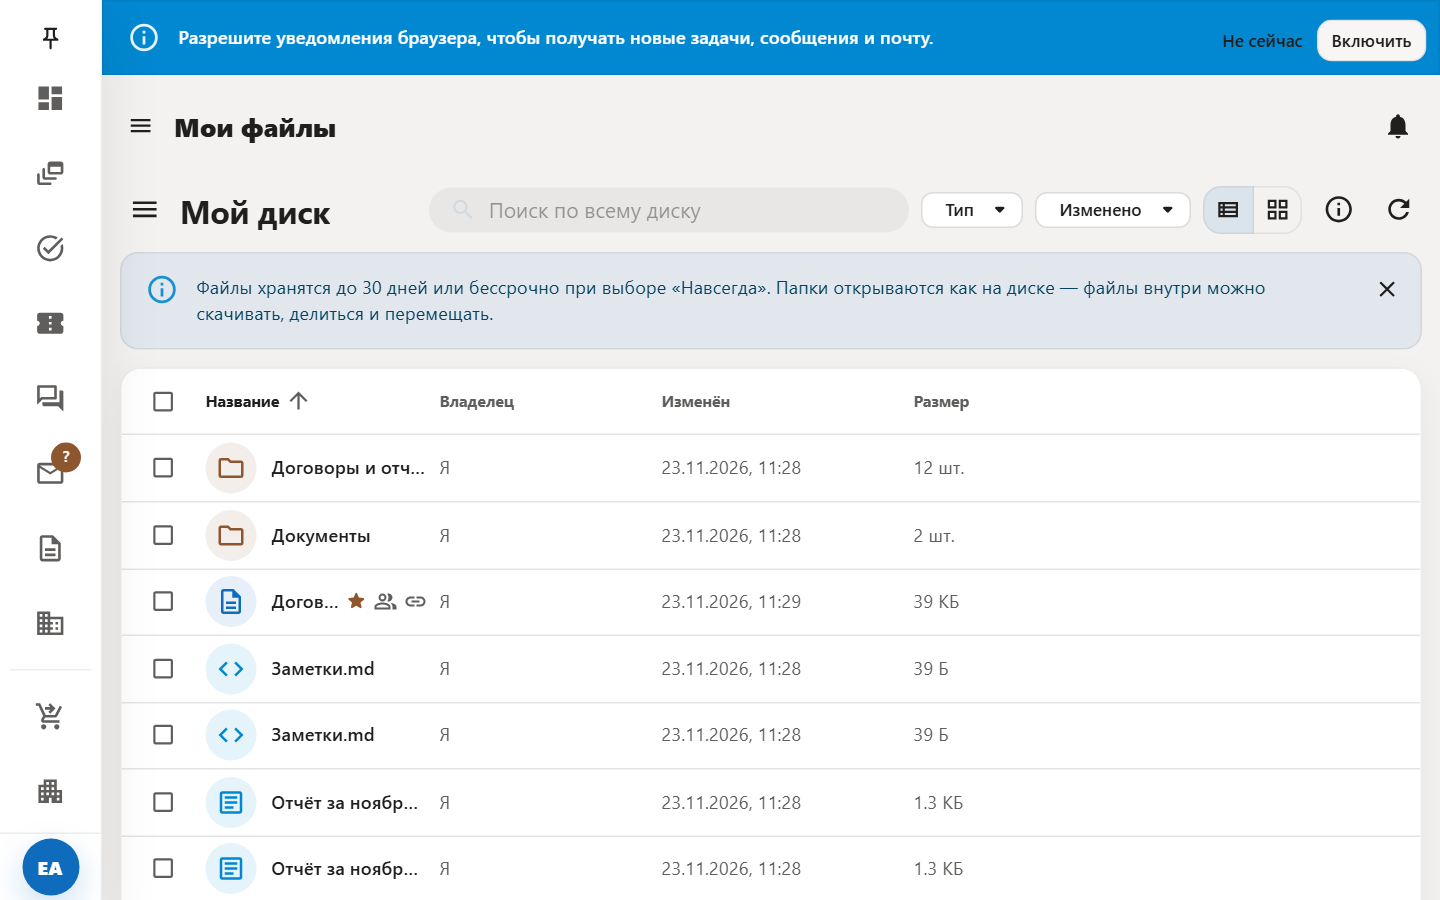 Разрешите уведомления браузера, чтобы получать новые задачи, сообщения и почту.
Не сейчас
Включить
Мои файлы
Мой диск
Поиск по всему диску
Тип
Изменено
Файлы хранятся до 30 дней или бессрочно при выборе «Навсегда». Папки открываются как на диске — файлы внутри можно
скачивать, делиться и перемещать.
Название
Владелец
Изменён
Размер
Договоры и отч...
Я
23.11.2026, 11:28
12 шт.
?
Документы
Я
23.11.2026, 11:28
2 шт.
Догов...
Я
23.11.2026, 11:29
39 КБ
Заметки.md
Я
23.11.2026, 11:28
39 Б
Заметки.md
Я
23.11.2026, 11:28
39 Б
Отчёт за ноябр...
Я
23.11.2026, 11:28
1.3 КБ
Отчёт за ноябр...
Я
23.11.2026, 11:28
1.3 КБ
ЕА